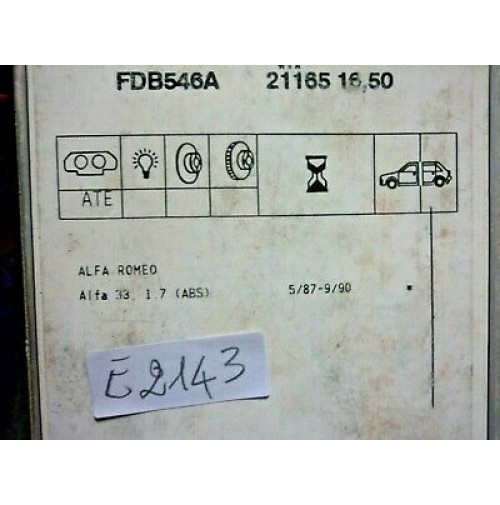 FDB546A 21165 16,50
ATE
ALFA ROMEO
Alfa 33, 1.7 (ABS) 5/87-9/90
E2143